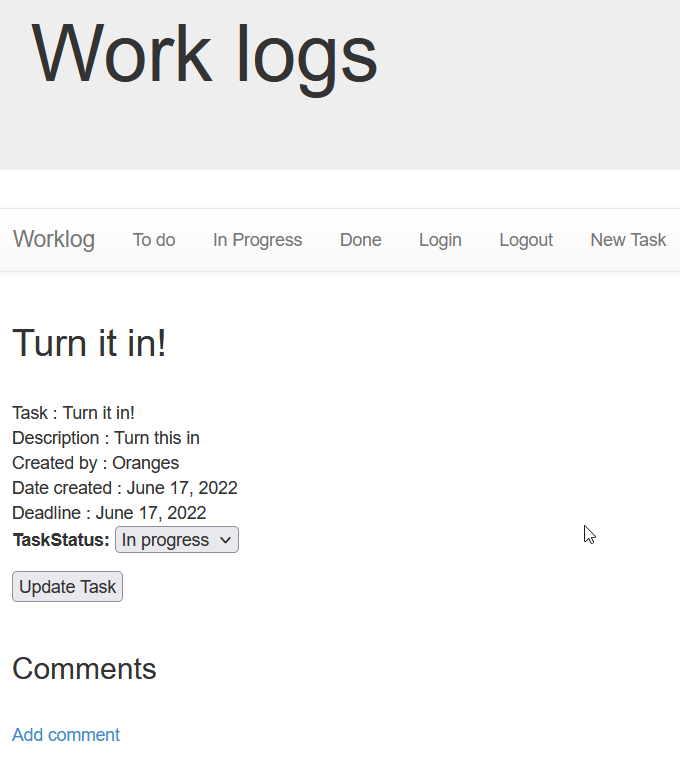 Work logs
Worklog To do In Progress Done Login Logout New Task
Turn it in!
Task : Turn it in!
Description : Turn this in
Created by : Oranges
Date created : June 17, 2022
Deadline : June 17, 2022
TaskStatus: In progress
Update Task
Comments
Add comment